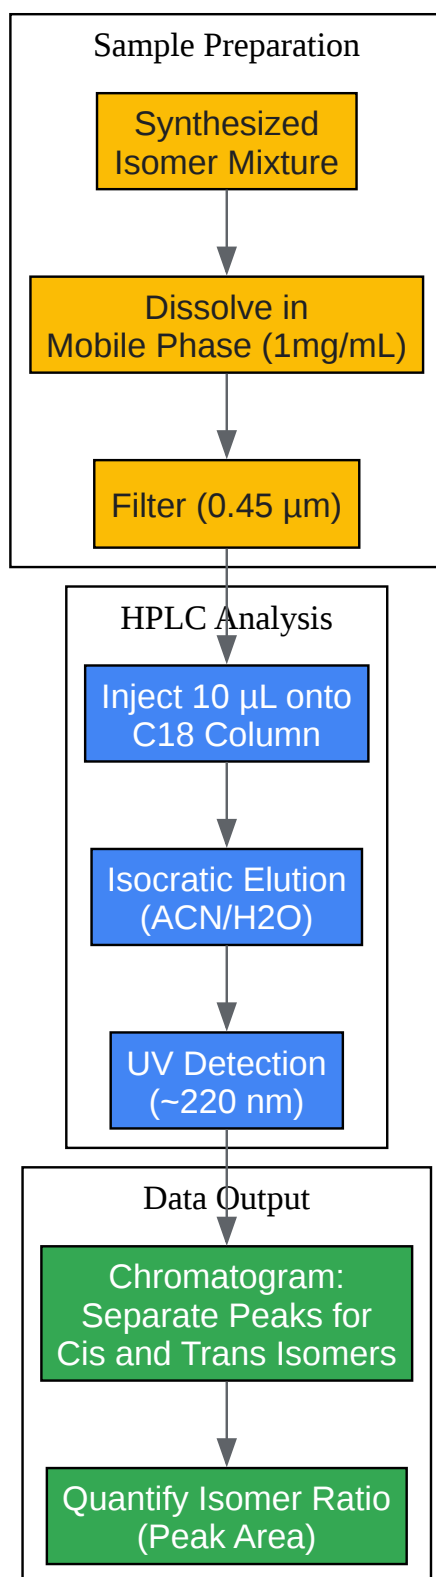 Sample Preparation
Synthesized
Isomer Mixture
Dissolve in
Mobile Phase (1mg/mL)
Filter (0.45 µm)
HPLC Analysis
Inject 10 µL onto
C18 Column
Isocratic Elution
(ACN/H2O)
UV Detection
(~220 nm)
Data Output
Chromatogram:
Separate Peaks for
Cis and Trans Isomers
Quantify Isomer Ratio
(Peak Area)